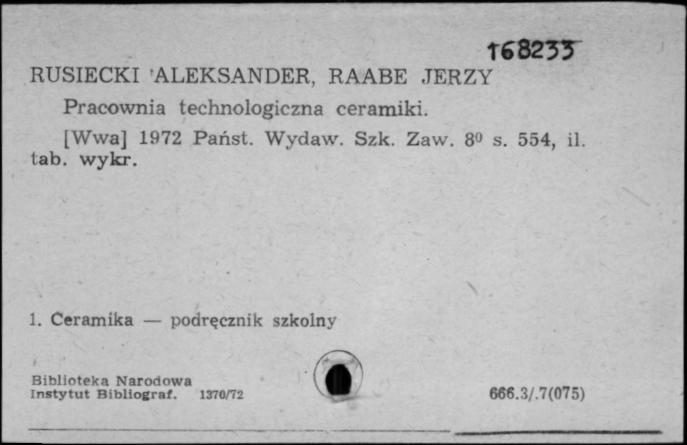 168233
RUSIECKI ALEKSANDER, RAABE JERZY
Pracownia technologiczna ceramiki.
[Wwa] 1972 Państ. Wydaw. Szk. Zaw. 8⁰ s. 554, il.
tab. wykr.
1. Ceramika — podręcznik szkolny
Biblioteka Narodowa
Instytut Bibliograf. 1370/72
666.3/.7(075)